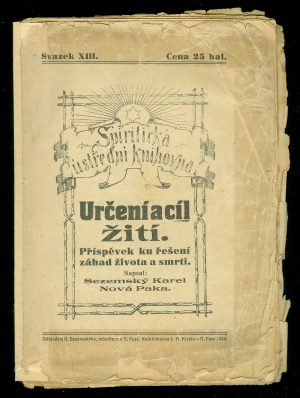 Svazek XIII. Cena 25 hal.
Spiritická
ústřední knihovna
Určení a cíl
žití.
Příspěvek ku řešení
záhad života a smrti.
Napsal:
Sezemský Karel
Nová Paka.